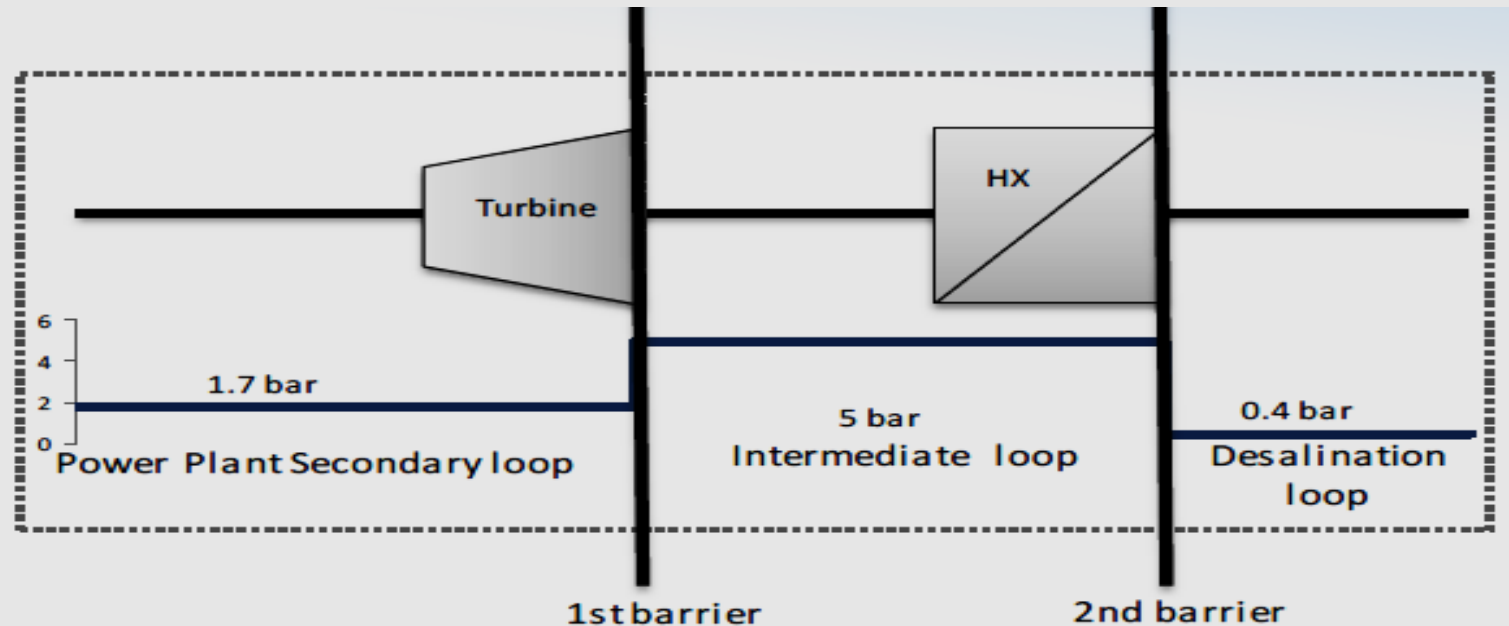 Turbine
HX
6
4
2
0
1.7 bar
5 bar
0.4 bar
Power Plant Secondary loop
Intermediate loop
Desalination
loop
1st barrier
2nd barrier